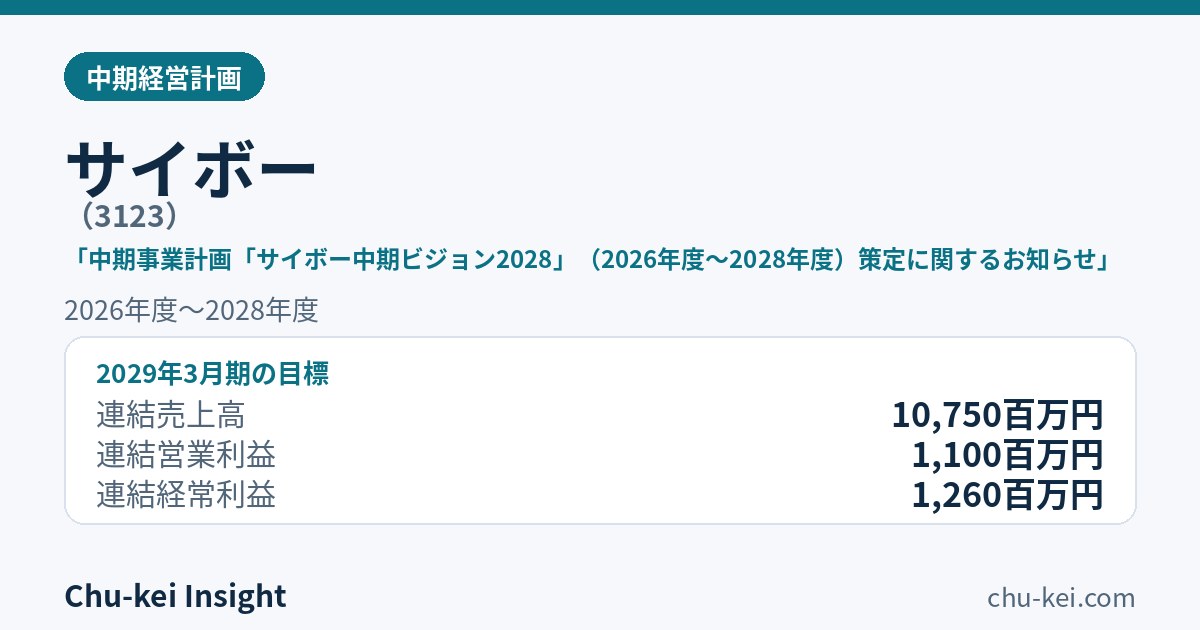 中期経営計画
サイボー
（3123）
「中期事業計画「サイボー中期ビジョン2028」（2026年度～2028年度）策定に関するお知らせ」
2026年度～2028年度
2029年3月期の目標
連結売上高 10,750百万円
連結営業利益 1,100百万円
連結経常利益 1,260百万円
Chu-kei Insight chu-kei.com